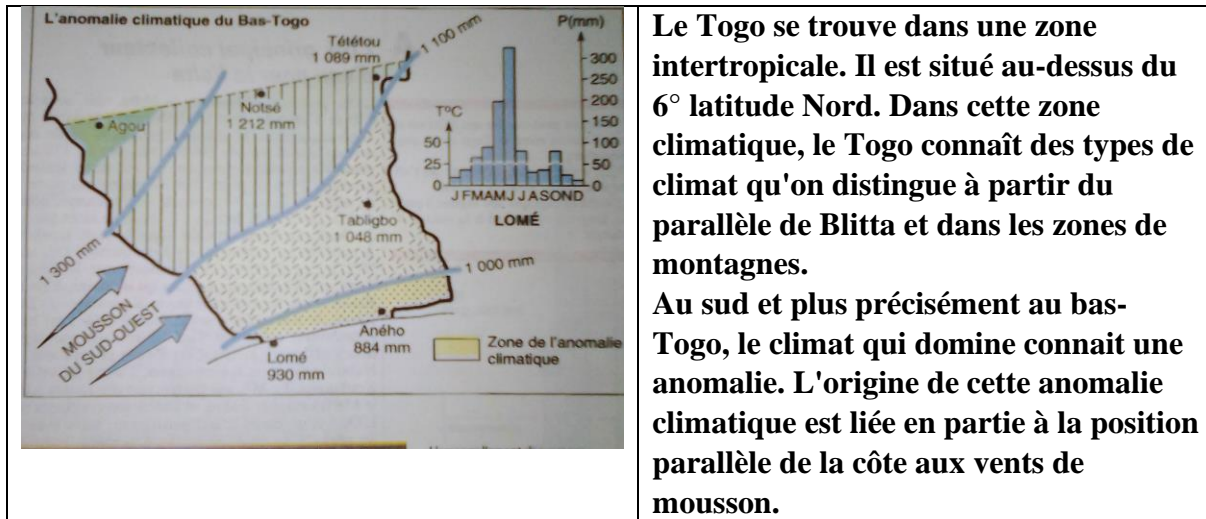 L'anomalie climatique du Bas-Togo
P(mm)
Tététou
1 089 mm
1 100 mm
300
250
200
150
100
50
0
Notsé
1 212 mm
Agou
T°C
50
25
0
J FMAMJ J ASOND
LOMÉ
Tabligbo
1 048 mm
1 300 mm
1 000 mm
MOUSSON
DU SUD-OUEST
Aného
884 mm
Lomé
930 mm
Zone de l'anomalie
climatique
Le Togo se trouve dans une zone
intertropicale. Il est situé au-dessus du
6° latitude Nord. Dans cette zone
climatique, le Togo connaît des types de
climat qu'on distingue à partir du
parallèle de Blitta et dans les zones de
montagnes.
Au sud et plus précisément au bas-
Togo, le climat qui domine connait une
anomalie. L'origine de cette anomalie
climatique est liée en partie à la position
parallèle de la côte aux vents de
mousson.